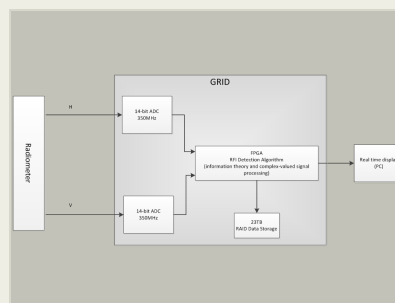 GRID
H
14-bit ADC
350MHz
Radiometer
FPGA
RFI Detection Algorithm
(information theory and complex-valued signal
processing)
Real time display
(PC)
V
14-bit ADC
350MHz
23TB
RAID Data Storage